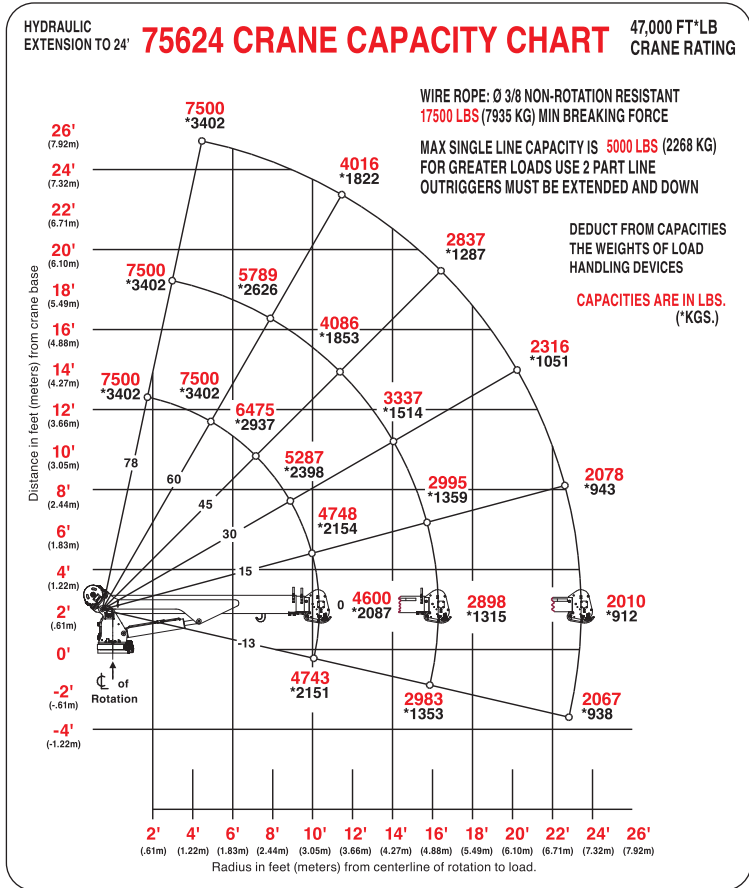 HYDRAULIC
EXTENSION TO 24'
75624 CRANE CAPACITY CHART
47,000 FT*LB
CRANE RATING
WIRE ROPE: Ø 3/8 NON-ROTATION RESISTANT
17500 LBS (7935 KG) MIN BREAKING FORCE
MAX SINGLE LINE CAPACITY IS 5000 LBS (2268 KG)
FOR GREATER LOADS USE 2 PART LINE
OUTRIGGERS MUST BE EXTENDED AND DOWN
DEDUCT FROM CAPACITIES
THE WEIGHTS OF LOAD
HANDLING DEVICES
CAPACITIES ARE IN LBS.
(*KGS.)
Distance in feet (meters) from crane base
26'
(7.92m)
24'
(7.32m)
22'
(6.71m)
20'
(6.10m)
18'
(5.49m)
16'
(4.88m)
14'
(4.27m)
12'
(3.66m)
10'
(3.05m)
8'
(2.44m)
6'
(1.83m)
4'
(1.22m)
2'
(.61m)
0'
-2'
(-.61m)
-4'
(-1.22m)
7500
*3402
4016
*1822
2837
*1287
2316
*1051
2078
*943
2010
*912
2067
*938
7500
*3402
5789
*2626
4086
*1853
3337
*1514
2995
*1359
2898
*1315
2983
*1353
7500
*3402
7500
*3402
6475
*2937
5287
*2398
4748
*2154
4600
*2087
4743
*2151
78
60
45
30
15
0
-13
℄ of
Rotation
2' 4' 6' 8' 10' 12' 14' 16' 18' 20' 22' 24' 26'
(.61m) (1.22m) (1.83m) (2.44m) (3.05m) (3.66m) (4.27m) (4.88m) (5.49m) (6.10m) (6.71m) (7.32m) (7.92m)
Radius in feet (meters) from centerline of rotation to load.